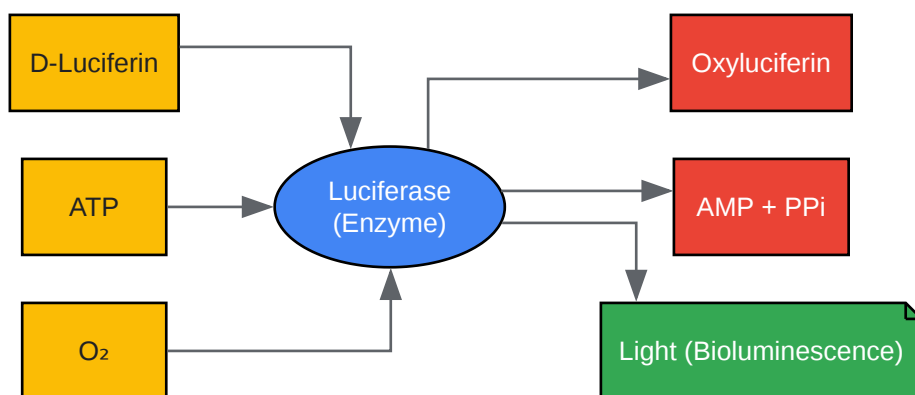 D-Luciferin
Oxyluciferin
ATP
Luciferase
(Enzyme)
AMP + PPi
O₂
Light (Bioluminescence)